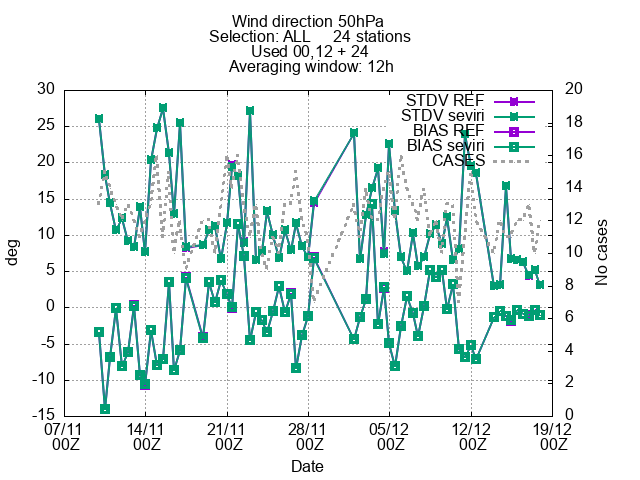 Wind direction 50hPa
Selection: ALL 24 stations
Used 00,12 + 24
Averaging window: 12h
STDV REF
STDV seviri
BIAS REF
BIAS seviri
CASES
30
25
20
15
10
5
0
-5
-10
-15
deg
20
18
16
14
12
10
8
6
4
2
0
No cases
07/11 14/11 21/11 28/11 05/12 12/12 19/12
00Z 00Z 00Z 00Z 00Z 00Z 00Z
Date